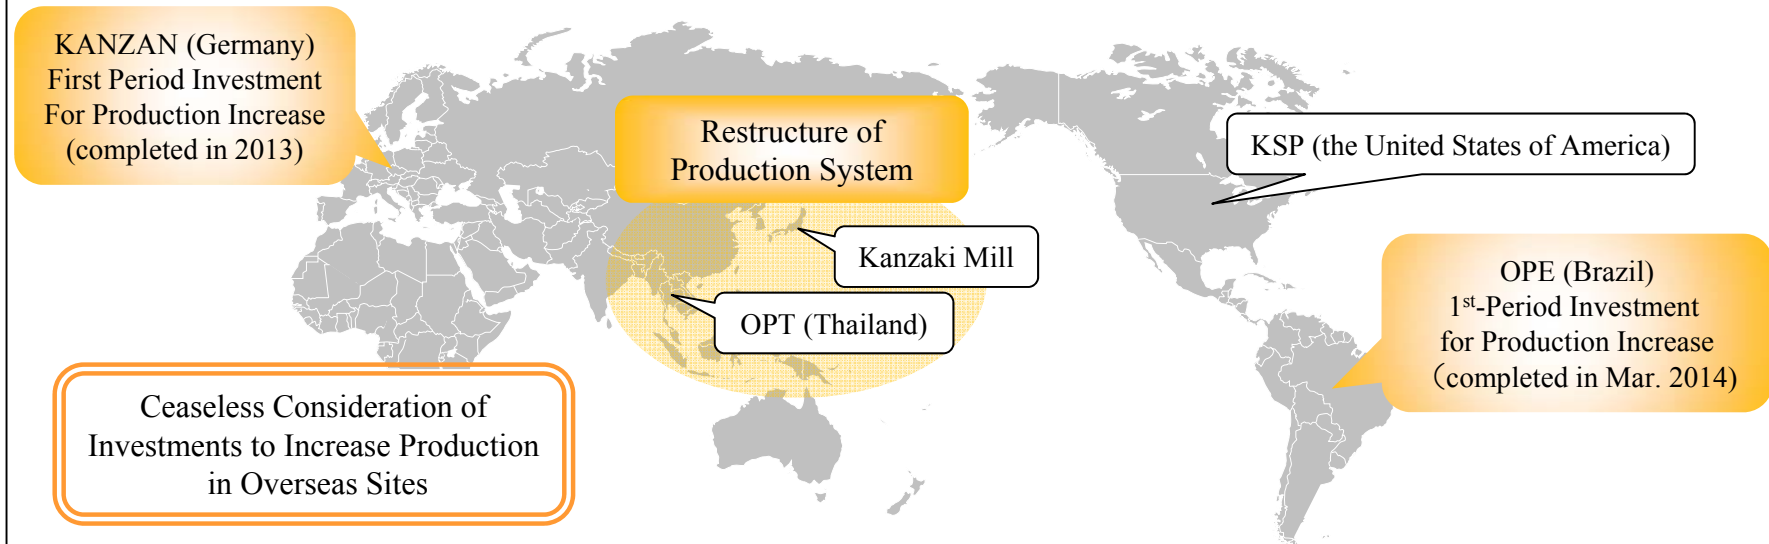 KANZAN (Germany)
First Period Investment
For Production Increase
(completed in 2013)
Restructure of
Production System
KSP (the United States of America)
Kanzaki Mill
OPT (Thailand)
OPE (Brazil)
1st-Period Investment
for Production Increase
（completed in Mar. 2014)
Ceaseless Consideration of
Investments to Increase Production
in Overseas Sites